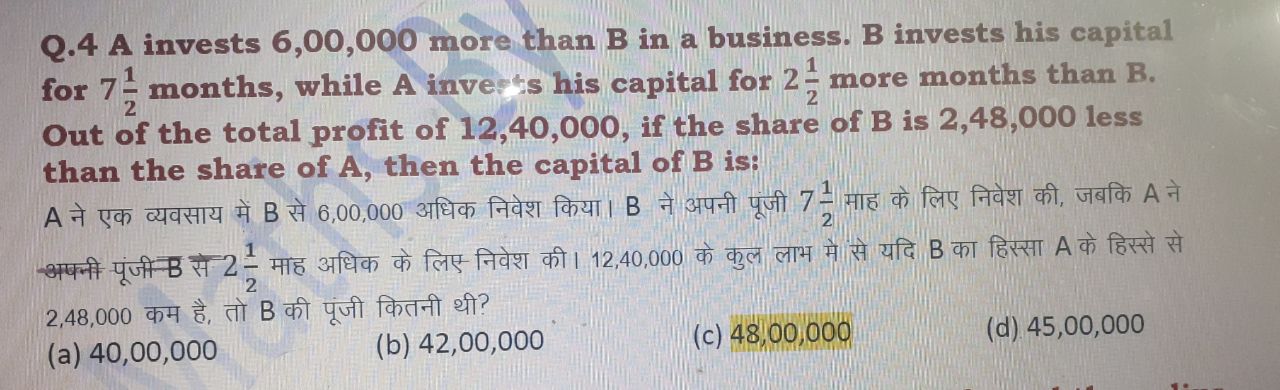 Q.4 A invests 6,00,000 more than B in a business. B invests his capital
for 7 1/2 months, while A invests his capital for 2 1/2 more months than B.
Out of the total profit of 12,40,000, if the share of B is 2,48,000 less
than the share of A, then the capital of B is:
A ने एक व्यवसाय में B से 6,00,000 अधिक निवेश किया। B ने अपनी पूंजी 7 1/2 माह के लिए निवेश की, जबकि A ने
अपनी पूंजी B से 2 1/2 माह अधिक के लिए निवेश की। 12,40,000 के कुल लाभ मे से यदि B का हिस्सा A के हिस्से से
2,48,000 कम है, तो B की पूंजी कितनी थी?
(a) 40,00,000 (b) 42,00,000 (c) 48,00,000 (d) 45,00,000
Maths By